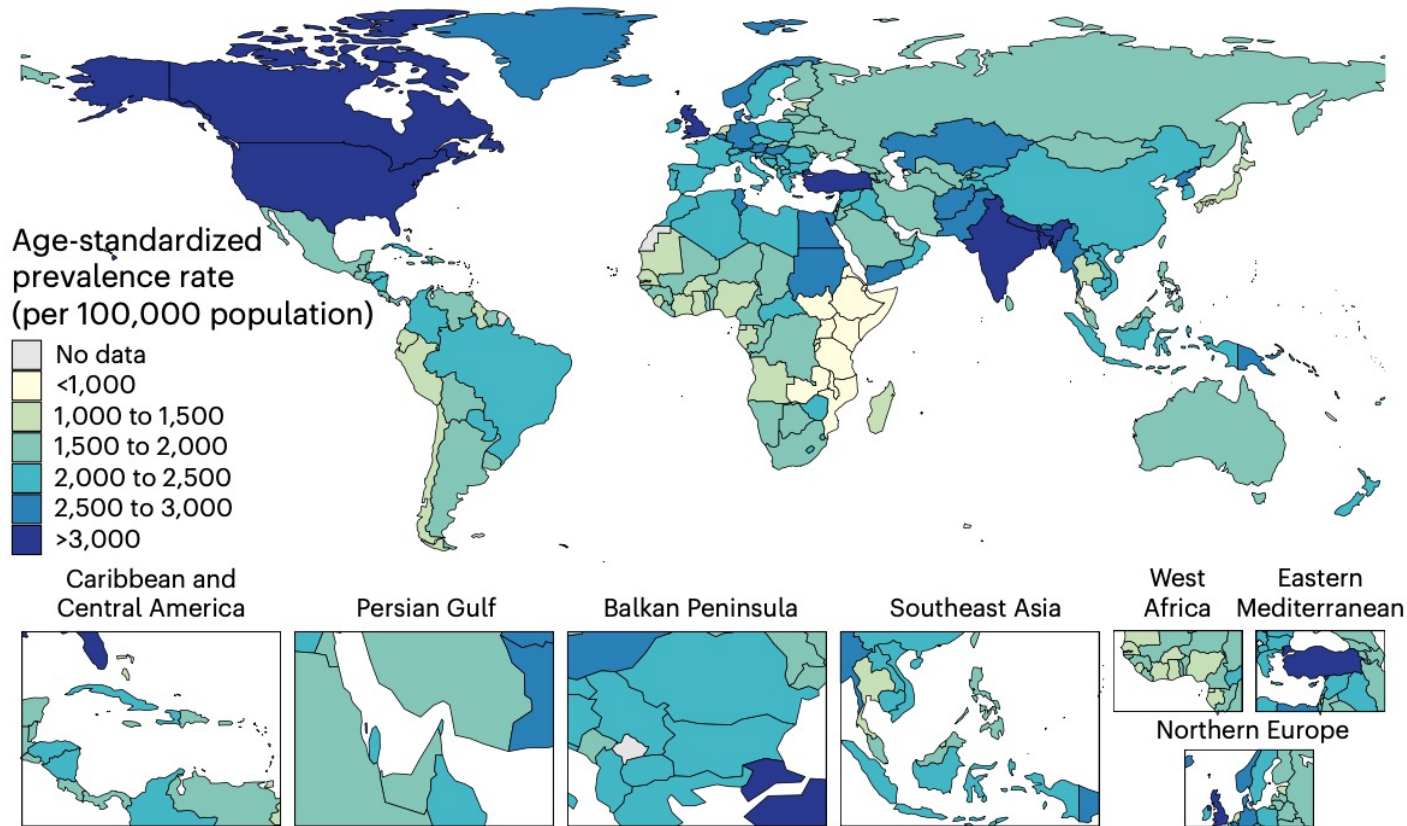 Age-standardized
prevalence rate
(per 100,000 population)
No data
<1,000
1,000 to 1,500
1,500 to 2,000
2,000 to 2,500
2,500 to 3,000
>3,000
Caribbean and
Central America
Persian Gulf
Balkan Peninsula
Southeast Asia
West
Africa
Eastern
Mediterranean
Northern Europe